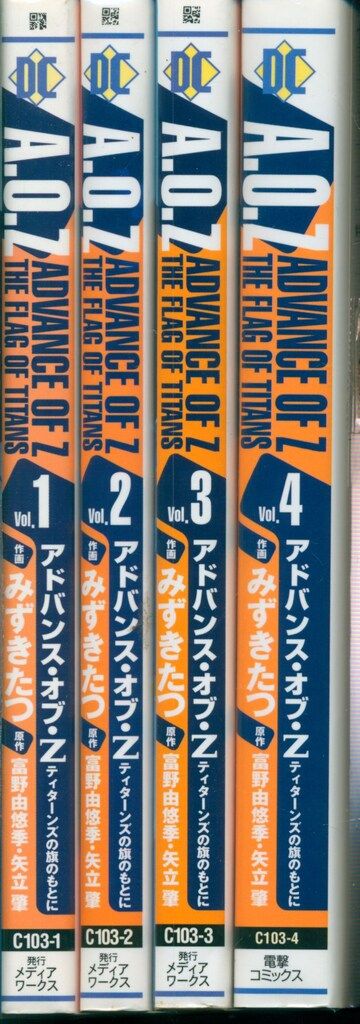 DC
A.O.Z
ADVANCE OF Z
THE FLAG OF TITANS
Vol.1
アドバンス・オブ・Z
ティターンズの旗のもとに
作画
みずきたつ
原作
富野由悠季・矢立 肇
C103-1
発行
メディア
ワークス
DC
A.O.Z
ADVANCE OF Z
THE FLAG OF TITANS
Vol.2
アドバンス・オブ・Z
ティターンズの旗のもとに
作画
みずきたつ
原作
富野由悠季・矢立 肇
C103-2
発行
メディア
ワークス
DC
A.O.Z
ADVANCE OF Z
THE FLAG OF TITANS
Vol.3
アドバンス・オブ・Z
ティターンズの旗のもとに
作画
みずきたつ
原作
富野由悠季・矢立 肇
C103-3
発行
メディア
ワークス
DC
A.O.Z
ADVANCE OF Z
THE FLAG OF TITANS
Vol.4
アドバンス・オブ・Z
ティターンズの旗のもとに
作画
みずきたつ
原作
富野由悠季・矢立 肇
C103-4
電撃
コミックス